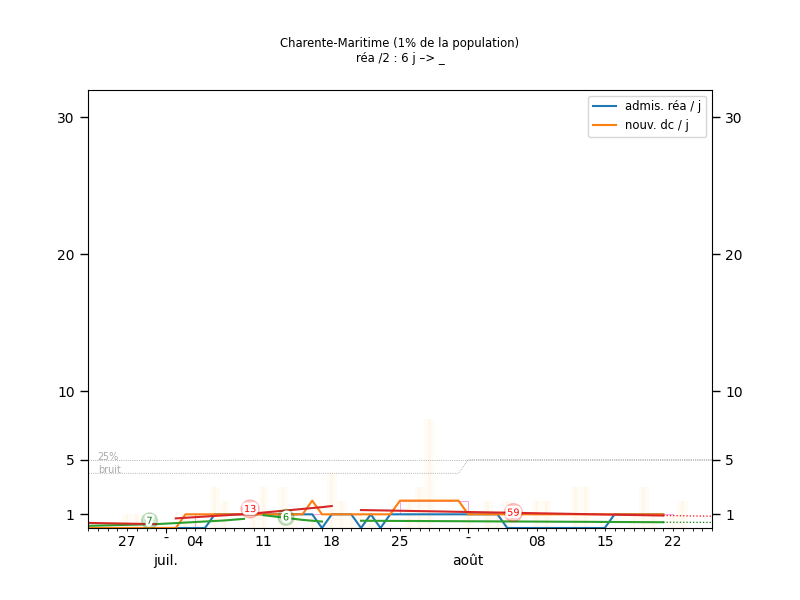 Charente-Maritime (1% de la population)
réa /2 : 6 j –> _
admis. réa / j
nouv. dc / j
30 30
20 20
10 10
5 25% 5
bruit
1 7 13 6 59 1
27 - 04 11 18 25 - 08 15 22
juil. août